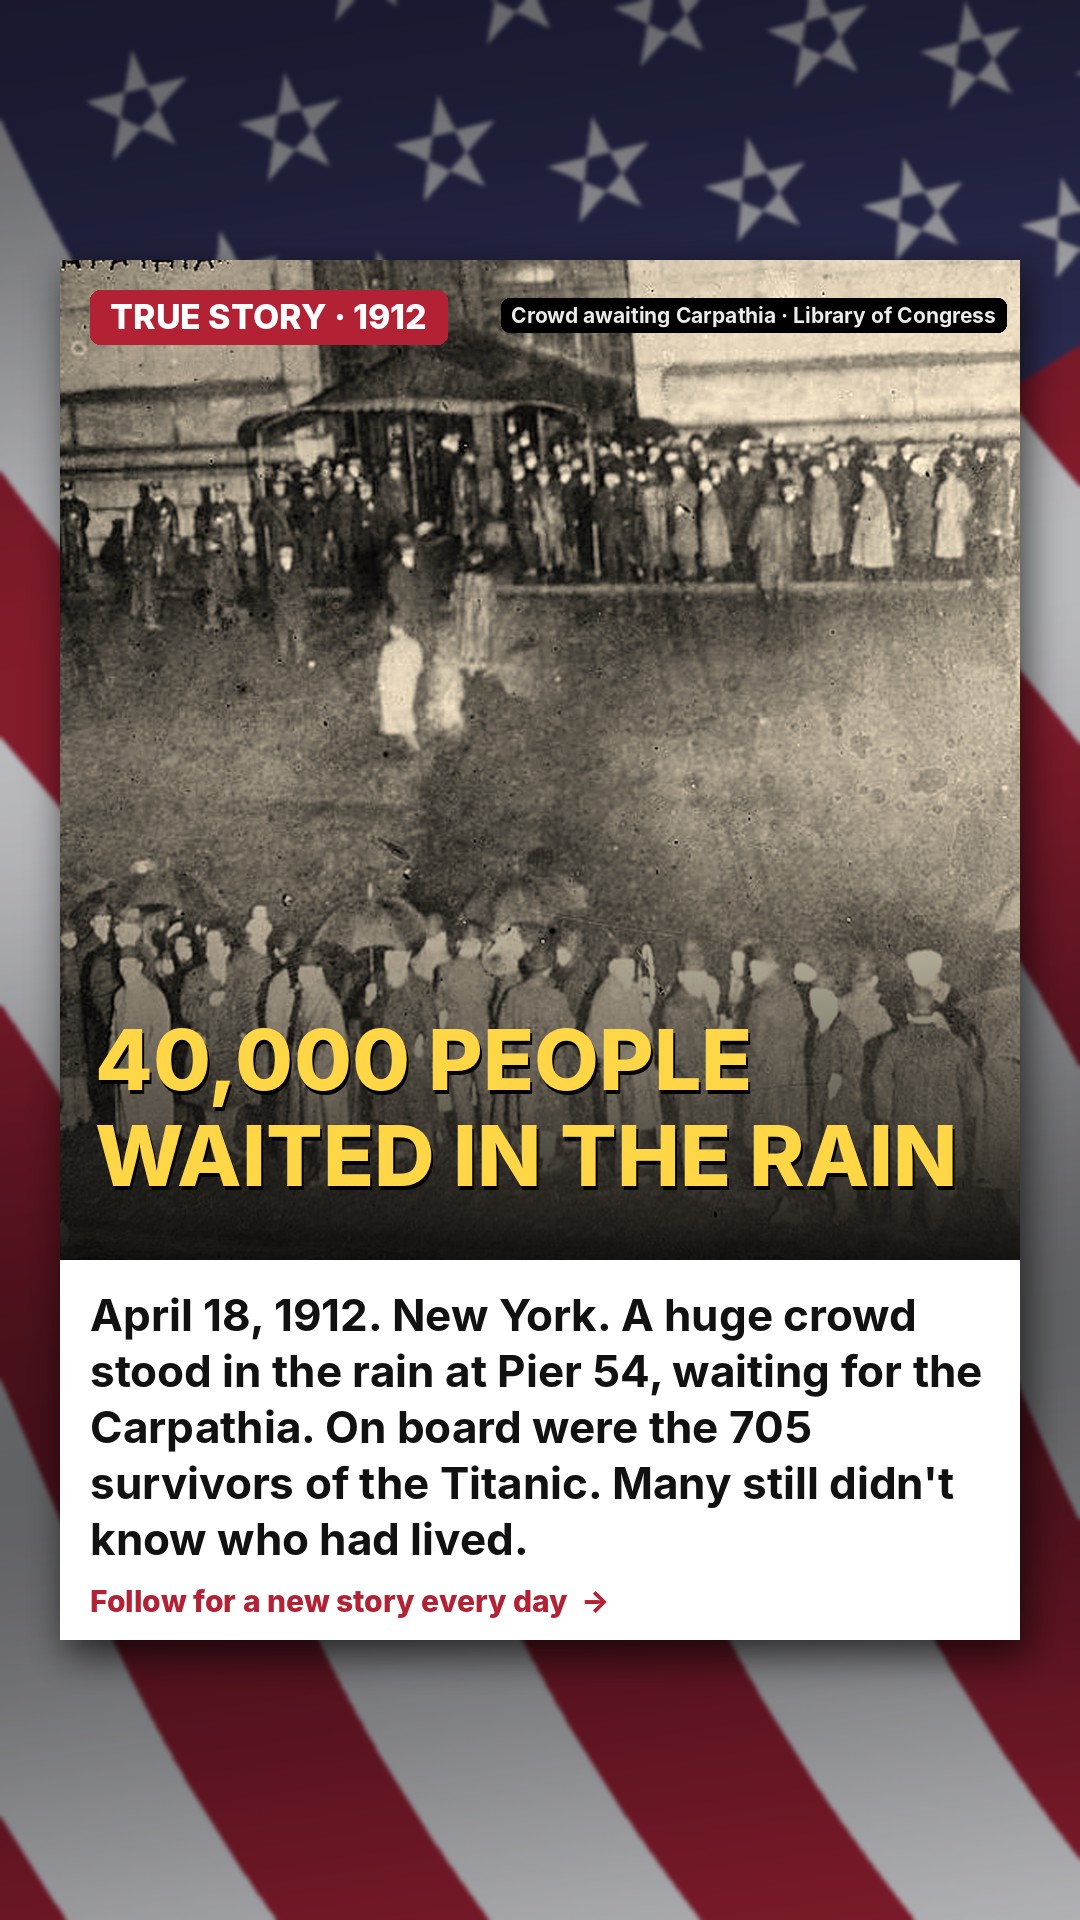 TRUE STORY · 1912
Crowd awaiting Carpathia · Library of Congress
40,000 PEOPLE
WAITED IN THE RAIN
April 18, 1912. New York. A huge crowd
stood in the rain at Pier 54, waiting for the
Carpathia. On board were the 705
survivors of the Titanic. Many still didn't
know who had lived.
Follow for a new story every day →